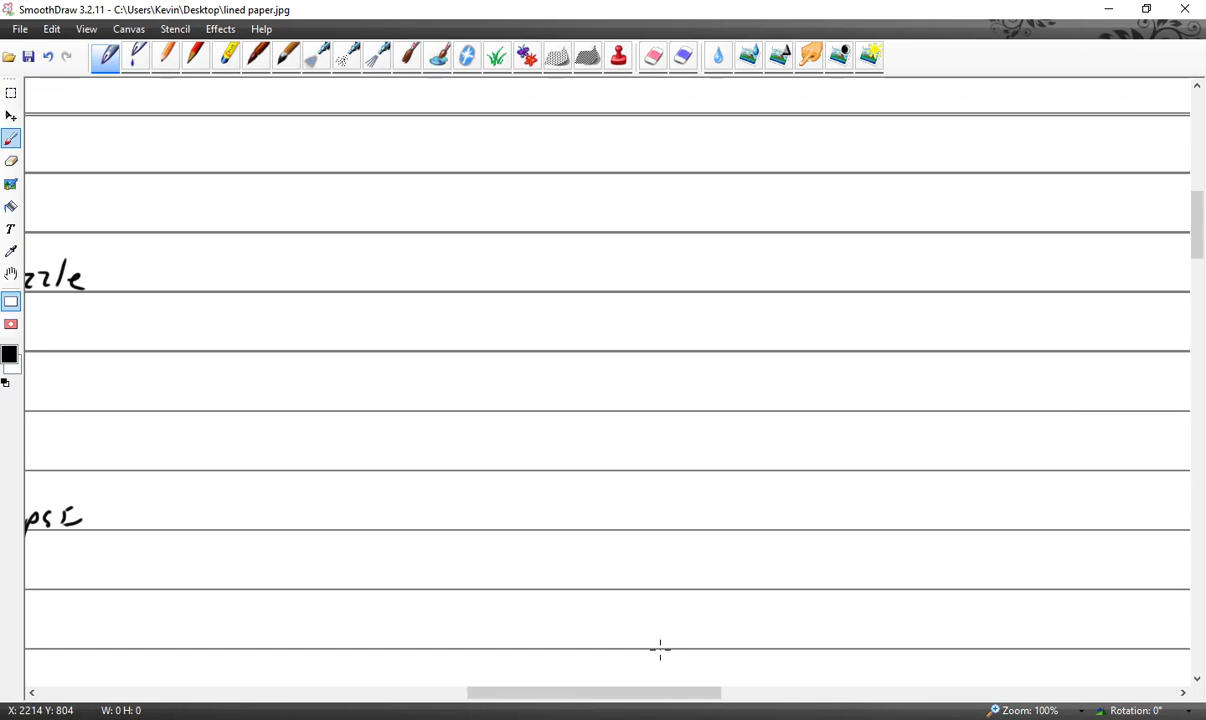 SmoothDraw 3.2.11 - C:\Users\Kevin\Desktop\lined paper.jpg
File Edit View Canvas Stencil Effects Help
zzle
psI
X: 2214 Y: 804 W: 0 H: 0 Zoom: 100% Rotation: 0°